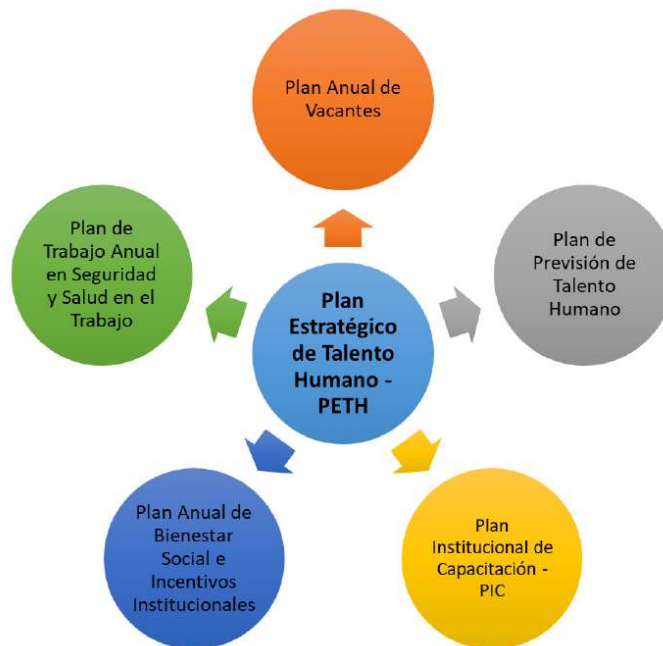 Plan Anual de
Vacantes
Plan de
Trabajo Anual
en Seguridad
y Salud en el
Trabajo
Plan de
Previsión de
Talento
Humano
Plan
Estratégico
de Talento
Humano -
PETH
Plan Anual de
Bienestar
Social e
Incentivos
Institucionales
Plan
Institucional de
Capacitación -
PIC